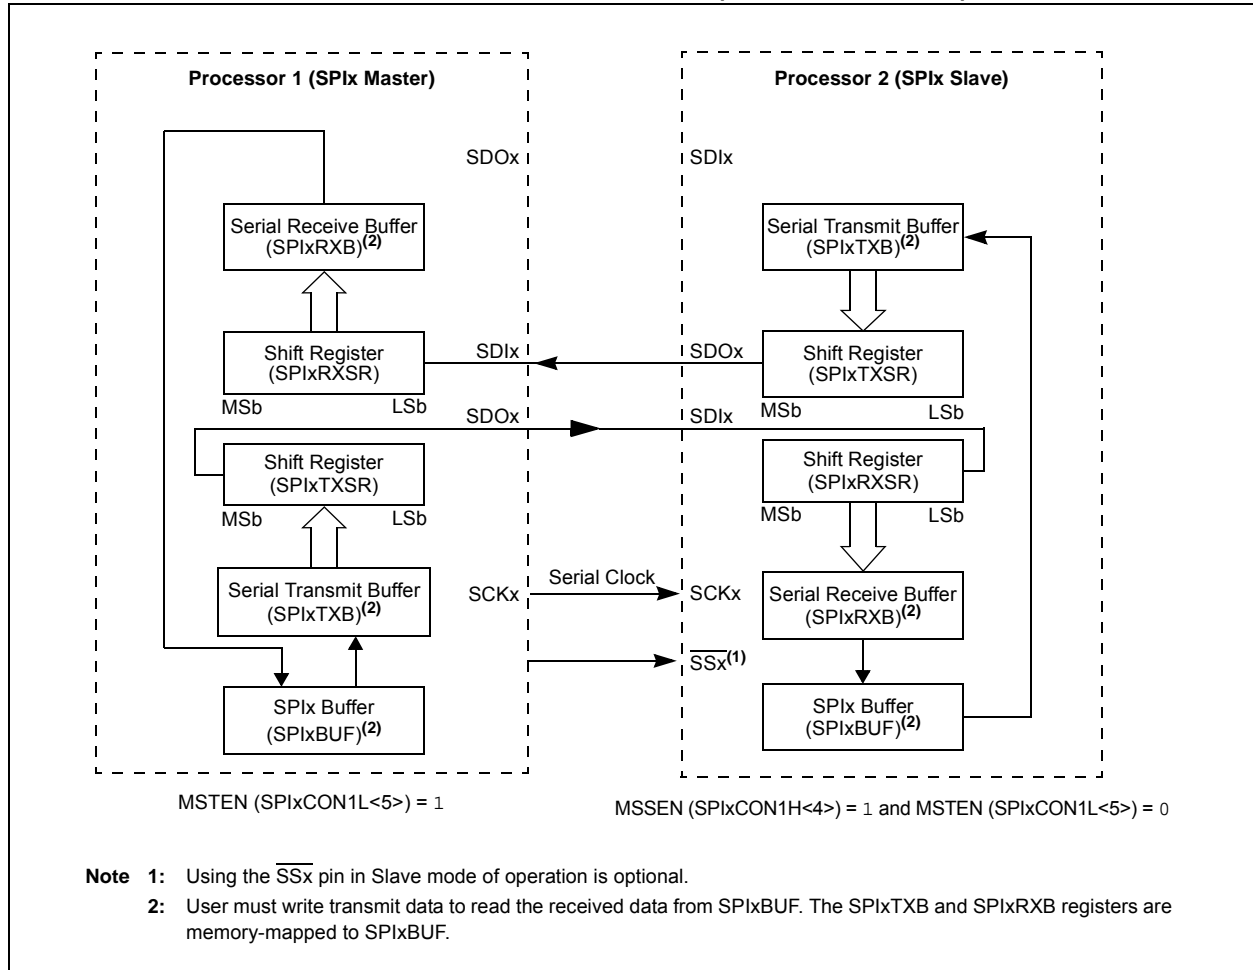 Processor 1 (SPIx Master)
SDOx
Serial Receive Buffer
(SPIxRXB)(2)
Shift Register
(SPIxRXSR)
MSb
LSb
SDIx
SDOx
Shift Register
(SPIxTXSR)
MSb
LSb
Serial Transmit Buffer
(SPIxTXB)(2)
SCKx
SPIx Buffer
(SPIxBUF)(2)
Serial Clock
Processor 2 (SPIx Slave)
SDIx
Serial Transmit Buffer
(SPIxTXB)(2)
SDOx
Shift Register
(SPIxTXSR)
MSb
LSb
SDIx
Shift Register
(SPIxRXSR)
MSb
LSb
SCKx
Serial Receive Buffer
(SPIxRXB)(2)
SSx(1)
SPIx Buffer
(SPIxBUF)(2)
MSTEN (SPIxCON1L<5>) = 1
MSSEN (SPIxCON1H<4>) = 1 and MSTEN (SPIxCON1L<5>) = 0
Note 1: Using the SSx pin in Slave mode of operation is optional.
2: User must write transmit data to read the received data from SPIxBUF. The SPIxTXB and SPIxRXB registers are
memory-mapped to SPIxBUF.